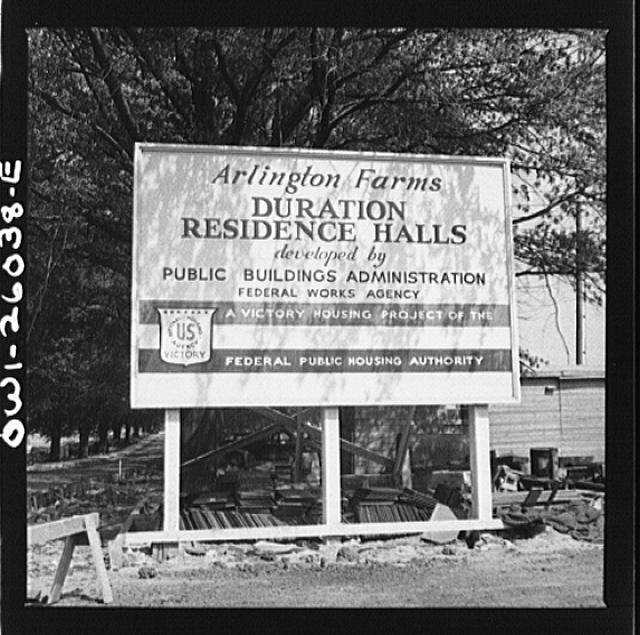 OWI-26038-E
Arlington Farms
DURATION
RESIDENCE HALLS
developed by
PUBLIC BUILDINGS ADMINISTRATION
FEDERAL WORKS AGENCY
A VICTORY HOUSING PROJECT OF THE
US
VICTORY
FEDERAL PUBLIC HOUSING AUTHORITY